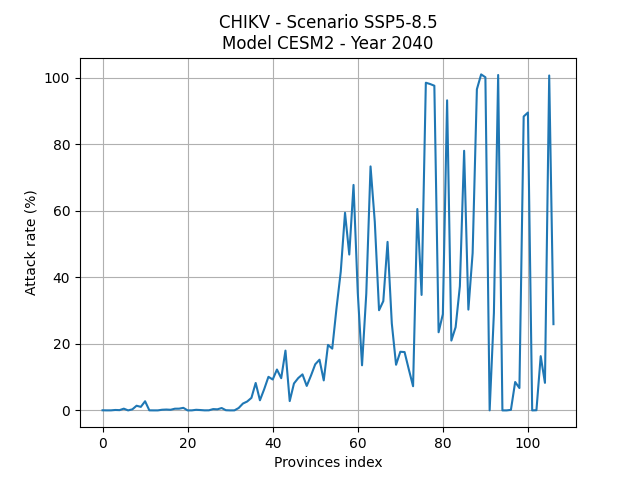 CHIKV - Scenario SSP5-8.5
Model CESM2 - Year 2040
Attack rate (%)
100
80
60
40
20
0
0 20 40 60 80 100
Provinces index